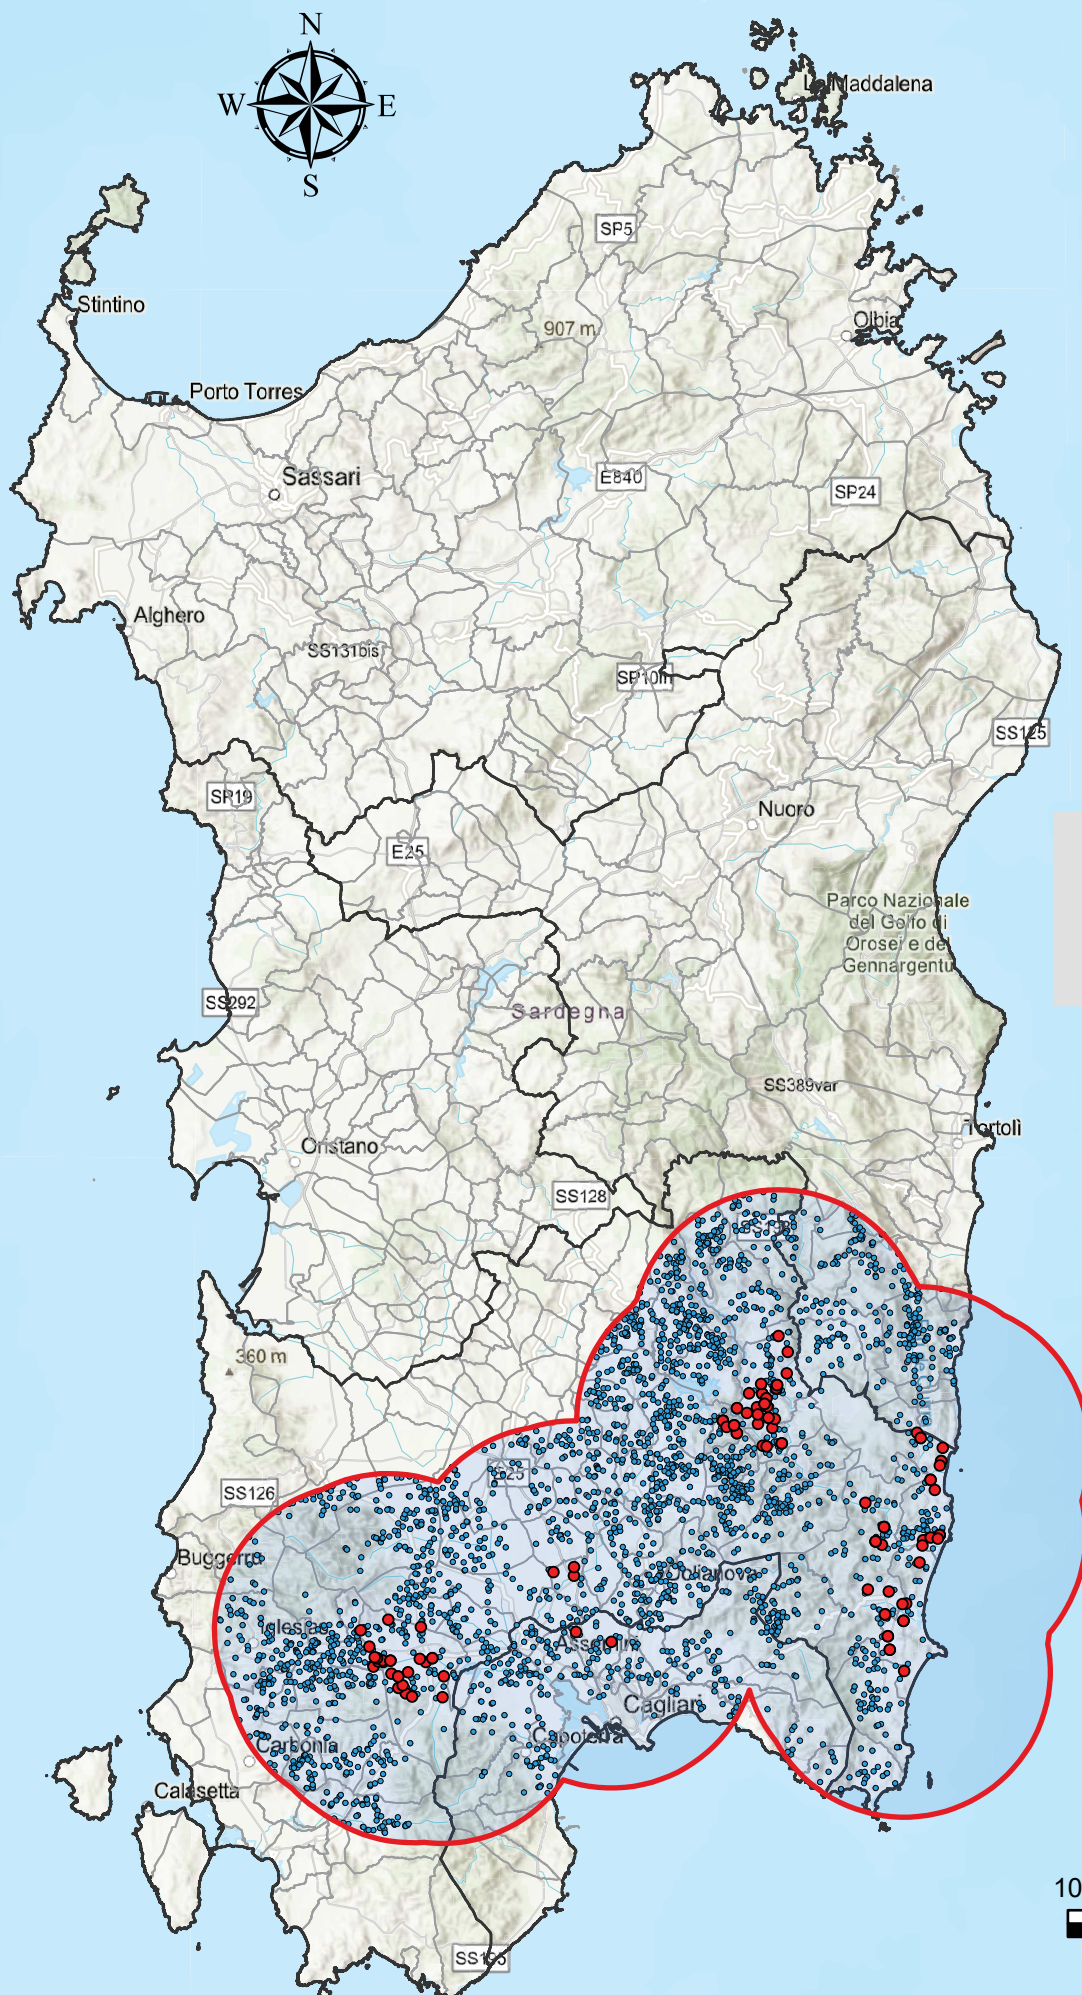 N
La Maddalena
W
E
S
SP5
Stintino
907 m
Olbia
Porto Torres
Sassari
E840
SP24
Alghero
SS131bis
SS125
SP19
Nuoro
E25
Parco Nazionale
del Golfo di
Orosei e del
Gennargentu
SS292
Sardegna
SS389var
Tortolì
Oristano
SS128
360 m
E25
SS126
Buggerru
Dolianova
Iglesias
Assemini
Cagliari
Capoterra
Carbonia
Calasetta
10
SS195